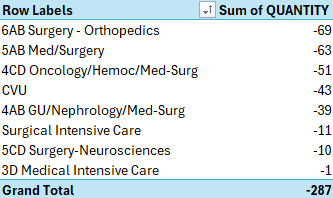 Row Labels Sum of QUANTITY
6AB Surgery - Orthopedics -69
5AB Med/Surgery -63
4CD Oncology/Hemoc/Med-Surg -51
CVU -43
4AB GU/Nephrology/Med-Surg -39
Surgical Intensive Care -11
5CD Surgery-Neurosciences -10
3D Medical Intensive Care -1
Grand Total -287